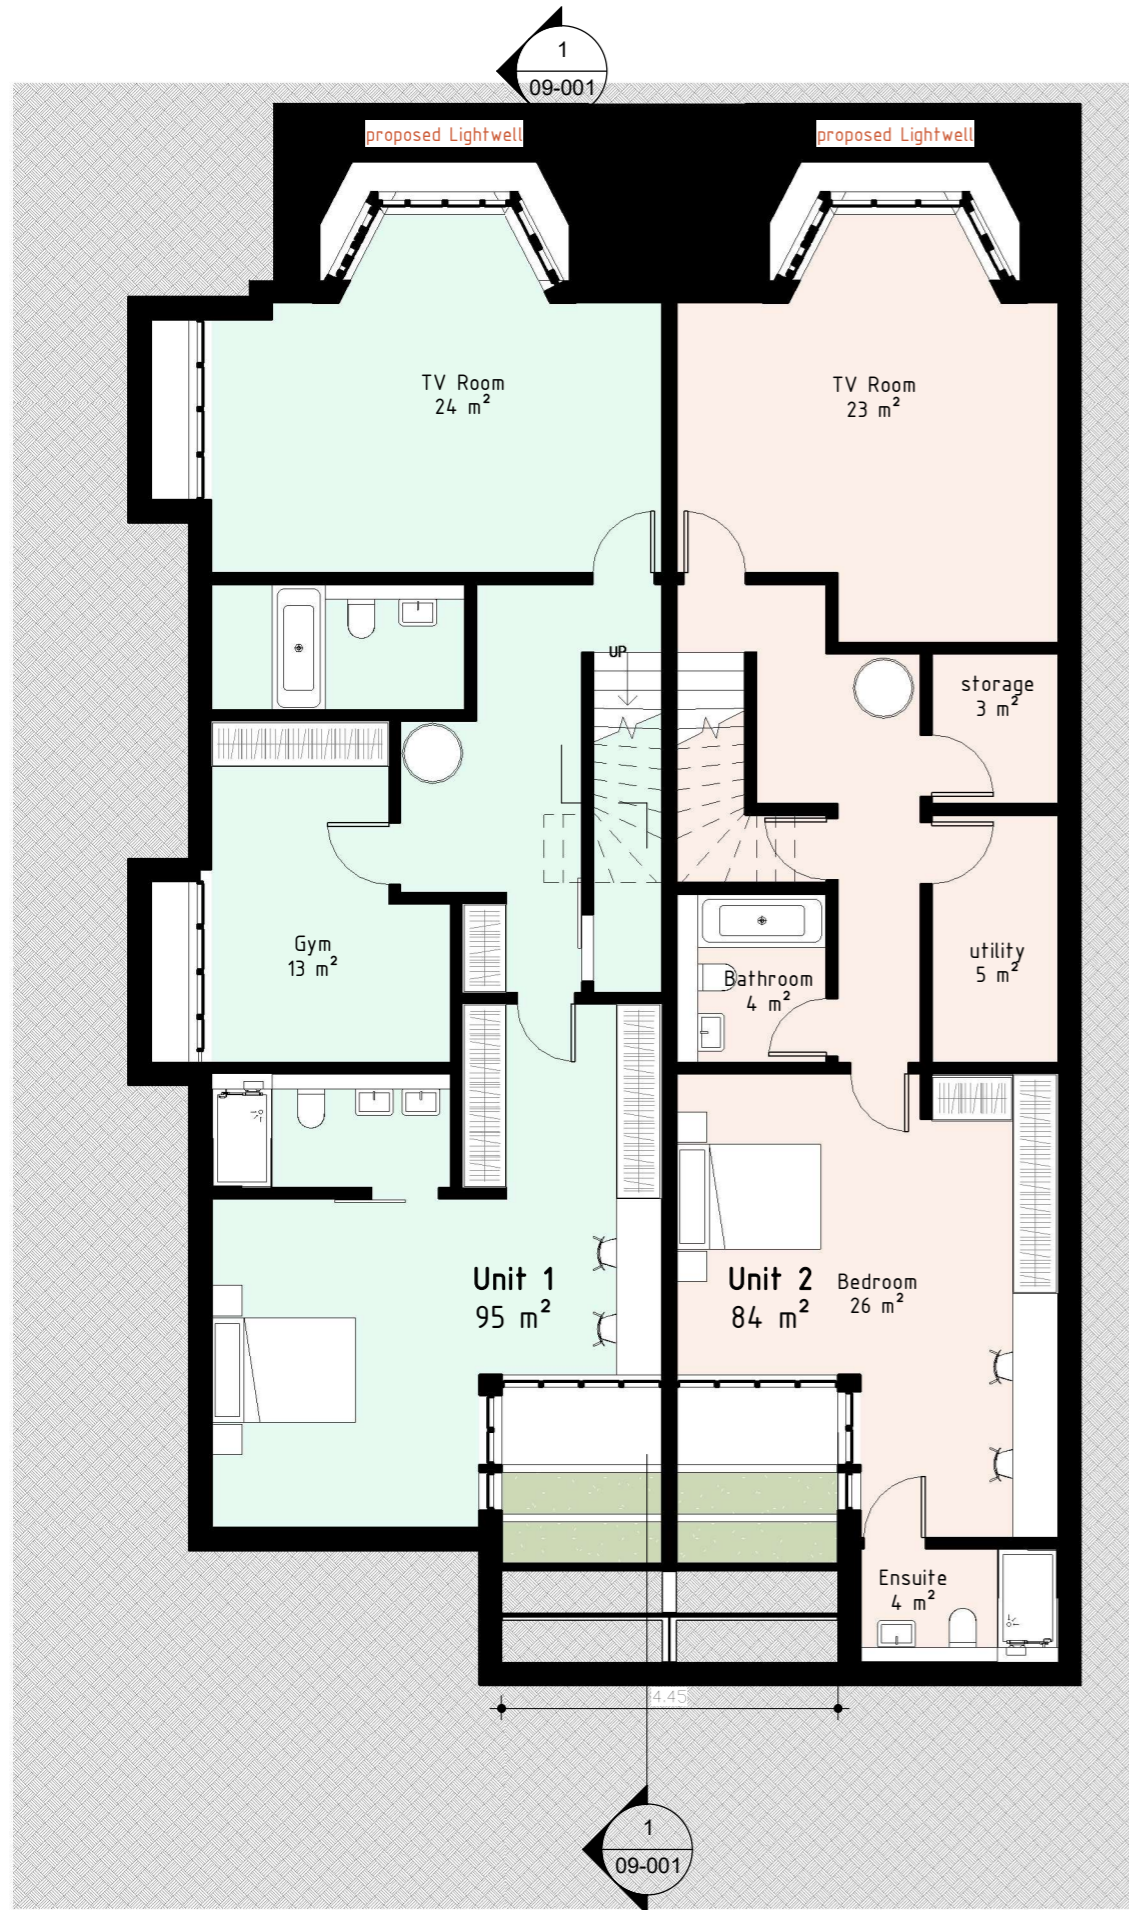 1
09-001
proposed Lightwell
proposed Lightwell
TV Room
24 m²
TV Room
23 m²
UP
storage
3 m²
Gym
13 m²
Bathroom
4 m²
utility
5 m²
Unit 1
95 m²
Unit 2
84 m²
Bedroom
26 m²
Ensuite
4 m²
4.45
1
09-001